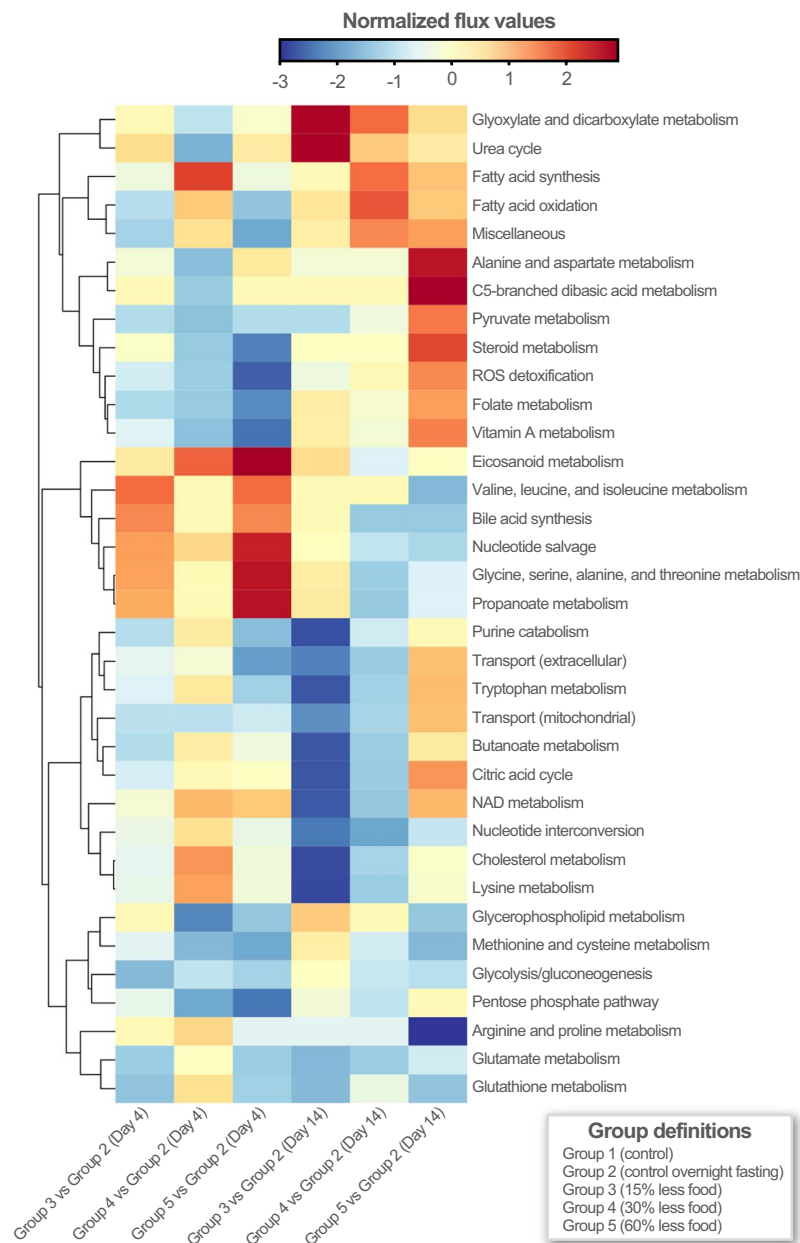 Normalized flux values
-3 -2 -1 0 1 2
Glyoxylate and dicarboxylate metabolism
Urea cycle
Fatty acid synthesis
Fatty acid oxidation
Miscellaneous
Alanine and aspartate metabolism
C5-branched dibasic acid metabolism
Pyruvate metabolism
Steroid metabolism
ROS detoxification
Folate metabolism
Vitamin A metabolism
Eicosanoid metabolism
Valine, leucine, and isoleucine metabolism
Bile acid synthesis
Nucleotide salvage
Glycine, serine, alanine, and threonine metabolism
Propanoate metabolism
Purine catabolism
Transport (extracellular)
Tryptophan metabolism
Transport (mitochondrial)
Butanoate metabolism
Citric acid cycle
NAD metabolism
Nucleotide interconversion
Cholesterol metabolism
Lysine metabolism
Glycerophospholipid metabolism
Methionine and cysteine metabolism
Glycolysis/gluconeogenesis
Pentose phosphate pathway
Arginine and proline metabolism
Glutamate metabolism
Glutathione metabolism
Group 3 vs Group 2 (Day 4)
Group 4 vs Group 2 (Day 4)
Group 5 vs Group 2 (Day 4)
Group 3 vs Group 2 (Day 14)
Group 4 vs Group 2 (Day 14)
Group 5 vs Group 2 (Day 14)
Group definitions
Group 1 (control)
Group 2 (control overnight fasting)
Group 3 (15% less food)
Group 4 (30% less food)
Group 5 (60% less food)